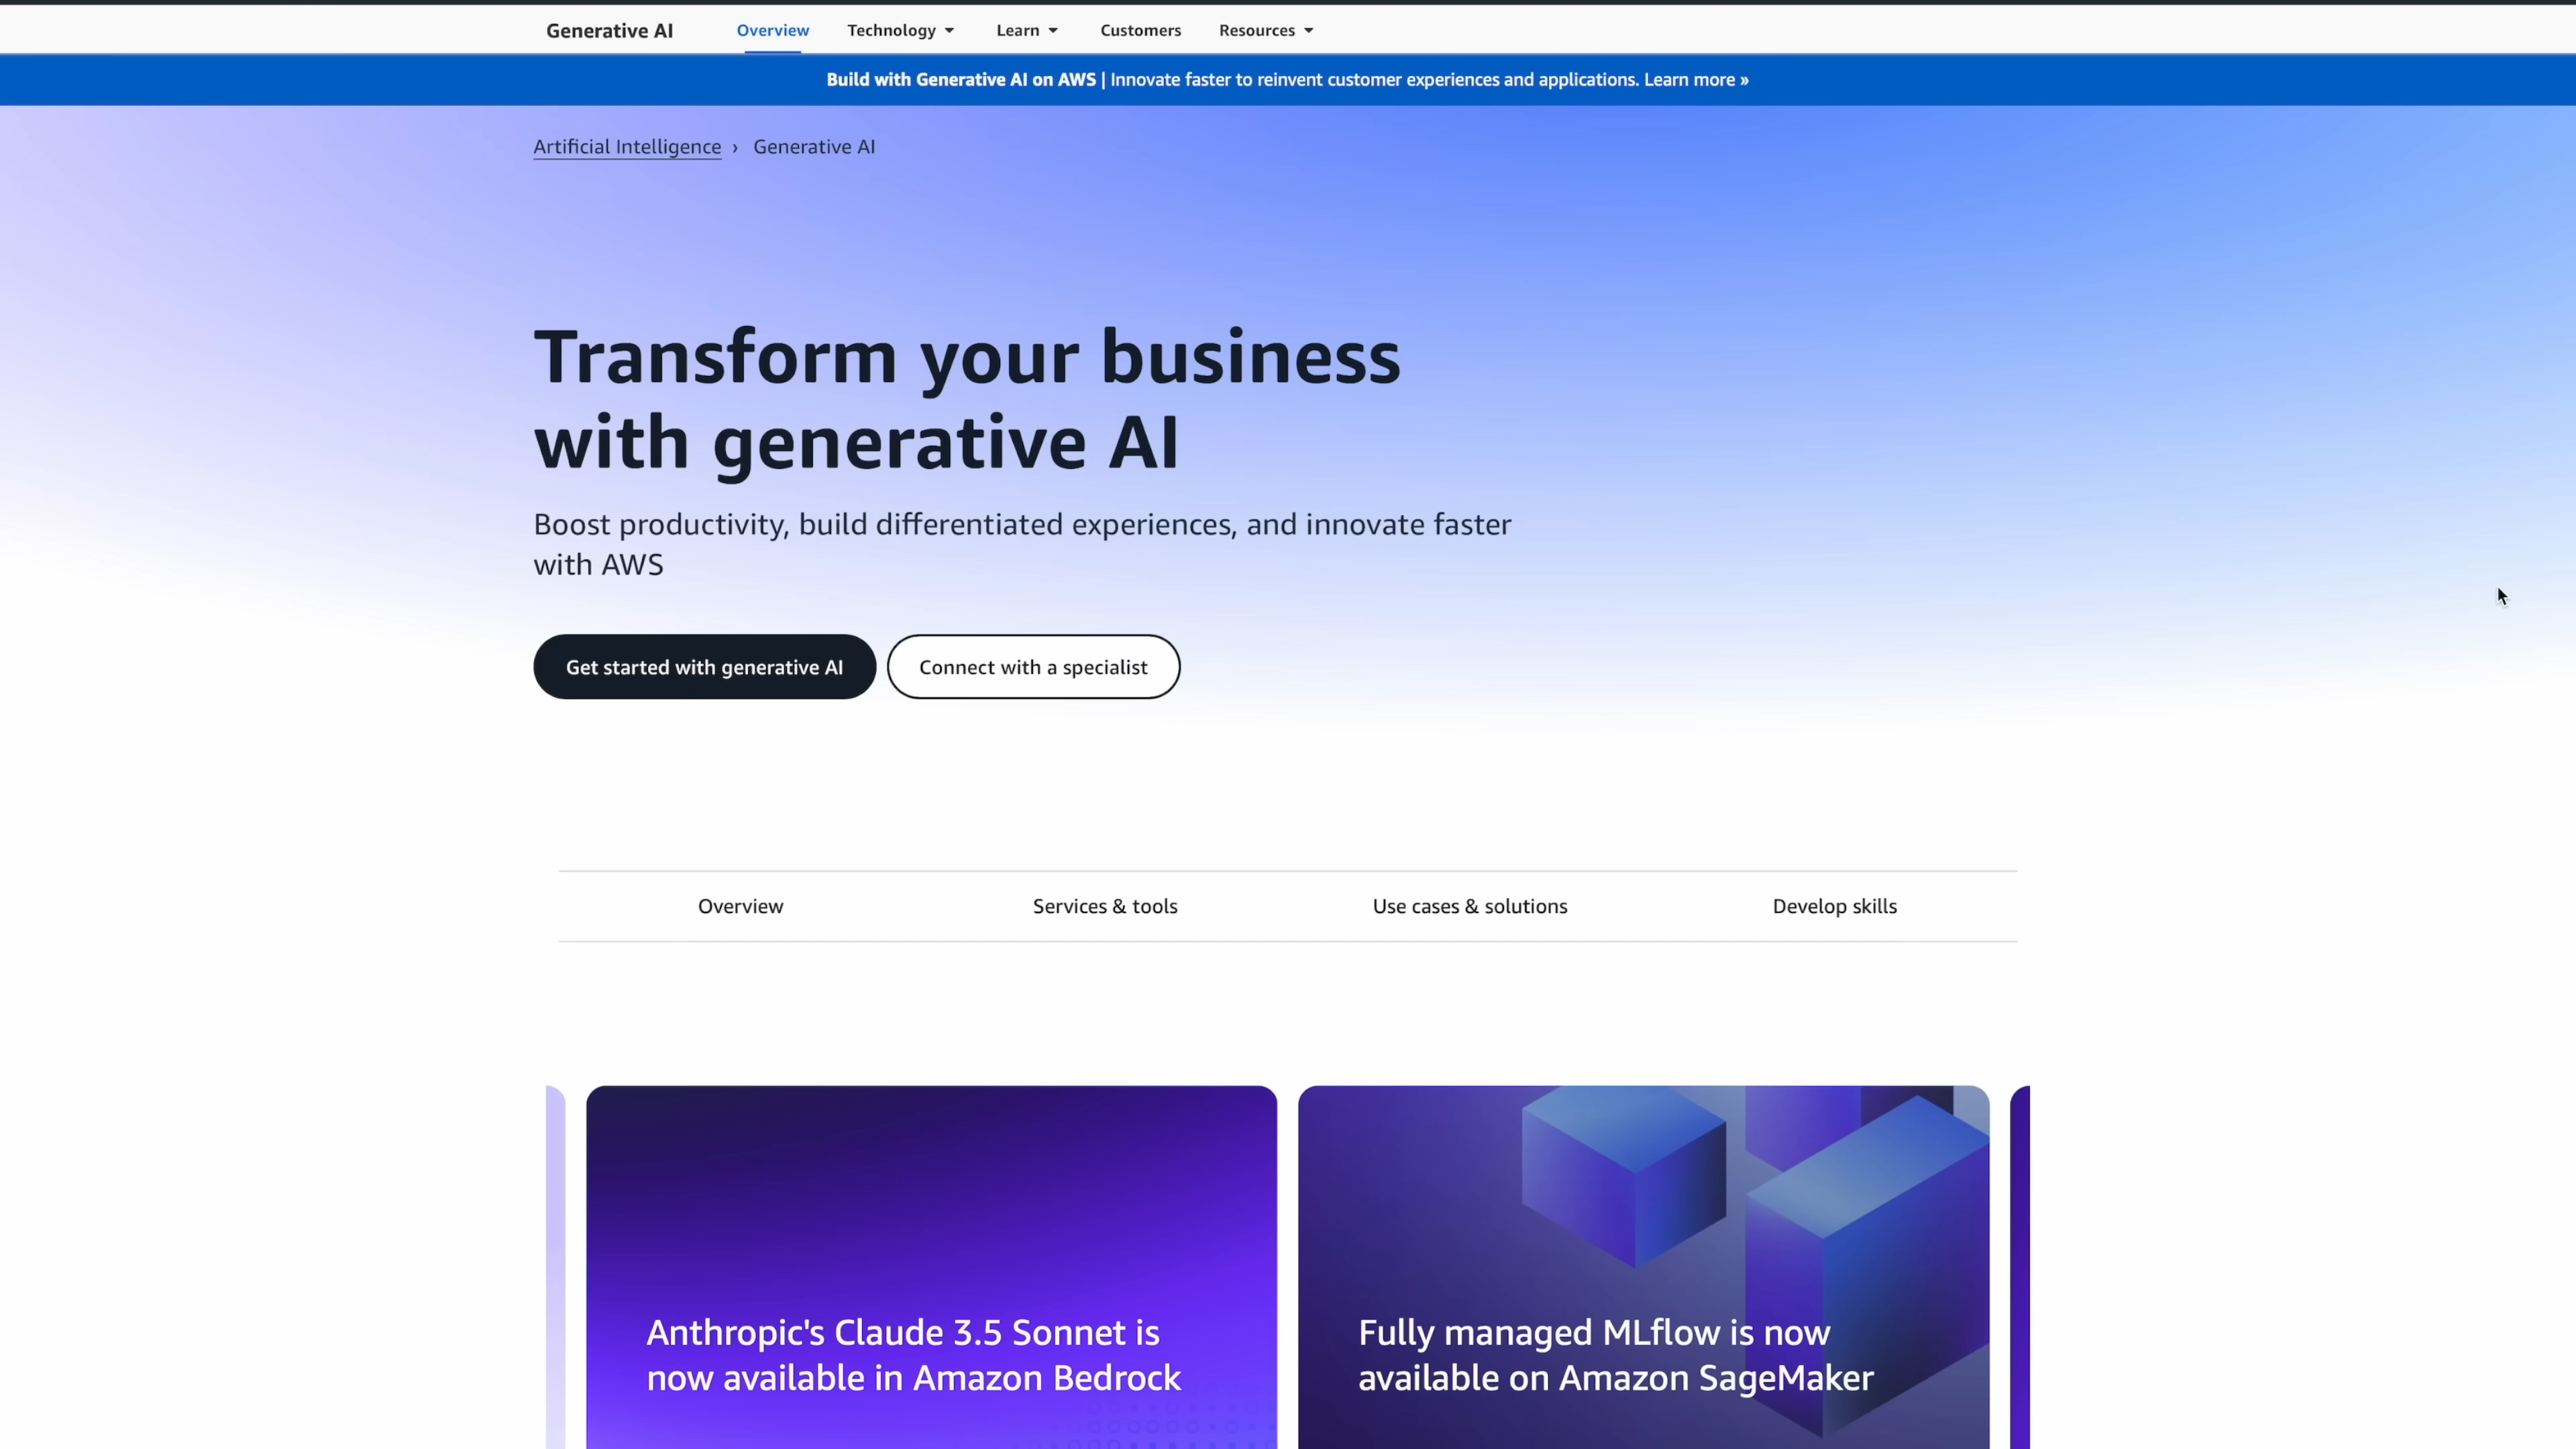 Generative AI
Overview
Technology
Learn
Customers
Resources
Build with Generative AI on AWS | Innovate faster to reinvent customer experiences and applications. Learn more »
Artificial Intelligence › Generative AI
Transform your business
with generative AI
Boost productivity, build differentiated experiences, and innovate faster
with AWS
Get started with generative AI
Connect with a specialist
Overview
Services & tools
Use cases & solutions
Develop skills
Anthropic's Claude 3.5 Sonnet is
now available in Amazon Bedrock
Fully managed MLflow is now
available on Amazon SageMaker